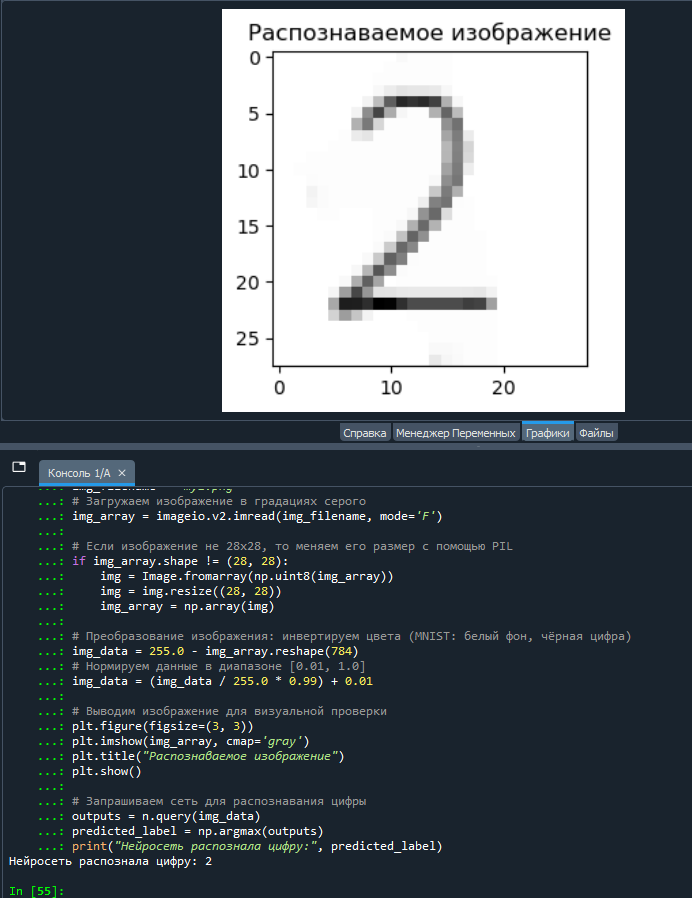 Распознаваемое изображение
0
5
10
15
20
25
0 10 20
Справка Менеджер Переменных Графики Файлы
Консоль 1/A ×
...: # Загружаем изображение в градациях серого
...: img_array = imageio.v2.imread(img_filename, mode='F')
...:
...: # Если изображение не 28x28, то меняем его размер с помощью PIL
...: if img_array.shape != (28, 28):
...:     img = Image.fromarray(np.uint8(img_array))
...:     img = img.resize((28, 28))
...:     img_array = np.array(img)
...:
...: # Преобразование изображения: инвертируем цвета (MNIST: белый фон, чёрная цифра)
...: img_data = 255.0 - img_array.reshape(784)
...: # Нормируем данные в диапазоне [0.01, 1.0]
...: img_data = (img_data / 255.0 * 0.99) + 0.01
...:
...: # Выводим изображение для визуальной проверки
...: plt.figure(figsize=(3, 3))
...: plt.imshow(img_array, cmap='gray')
...: plt.title("Распознаваемое изображение")
...: plt.show()
...:
...: # Запрашиваем сеть для распознавания цифры
...: outputs = n.query(img_data)
...: predicted_label = np.argmax(outputs)
...: print("Нейросеть распознала цифру:", predicted_label)
Нейросеть распознала цифру: 2
In [55]: